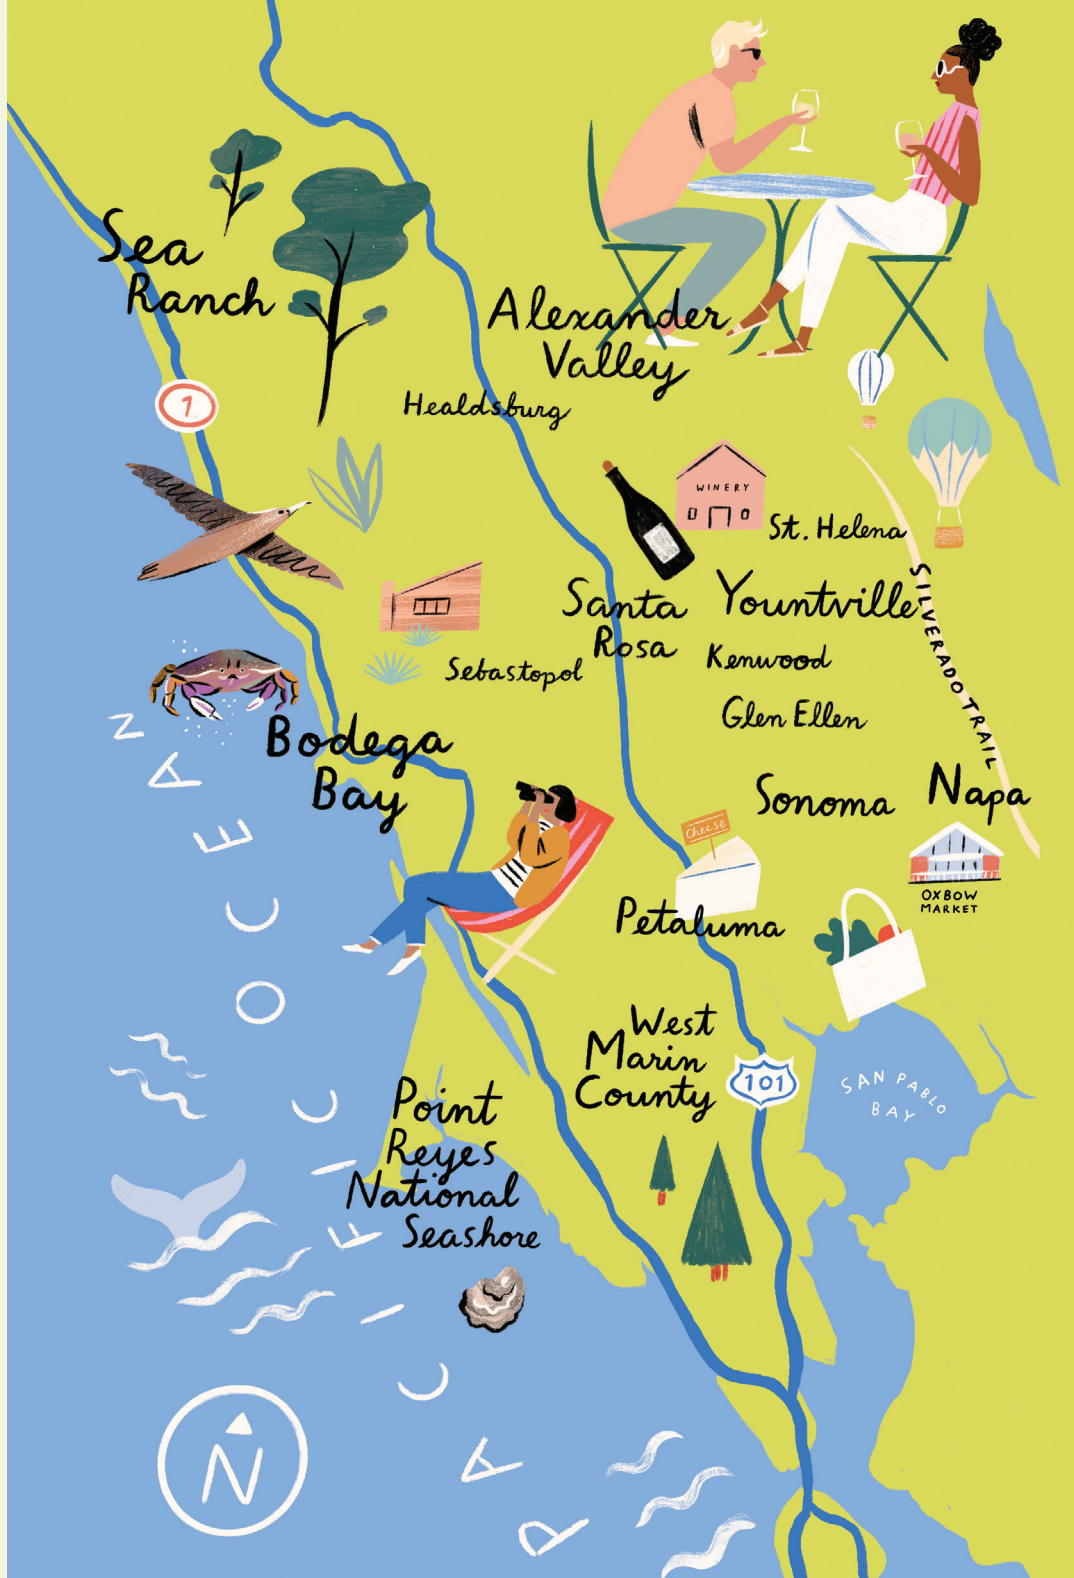 Sea
Ranch
Alexander
Valley
1
Healdsburg
WINERY
St. Helena
Santa
Rosa
Yountville
SILVERADO TRAIL
Kenwood
Sebastopol
Glen Ellen
Bodega
Bay
Sonoma
Napa
Cheese
OXBOW
MARKET
Petaluma
West
Marin
County
101
SAN PABLO
BAY
Point
Reyes
National
Seashore
PACIFIC OCEAN
N